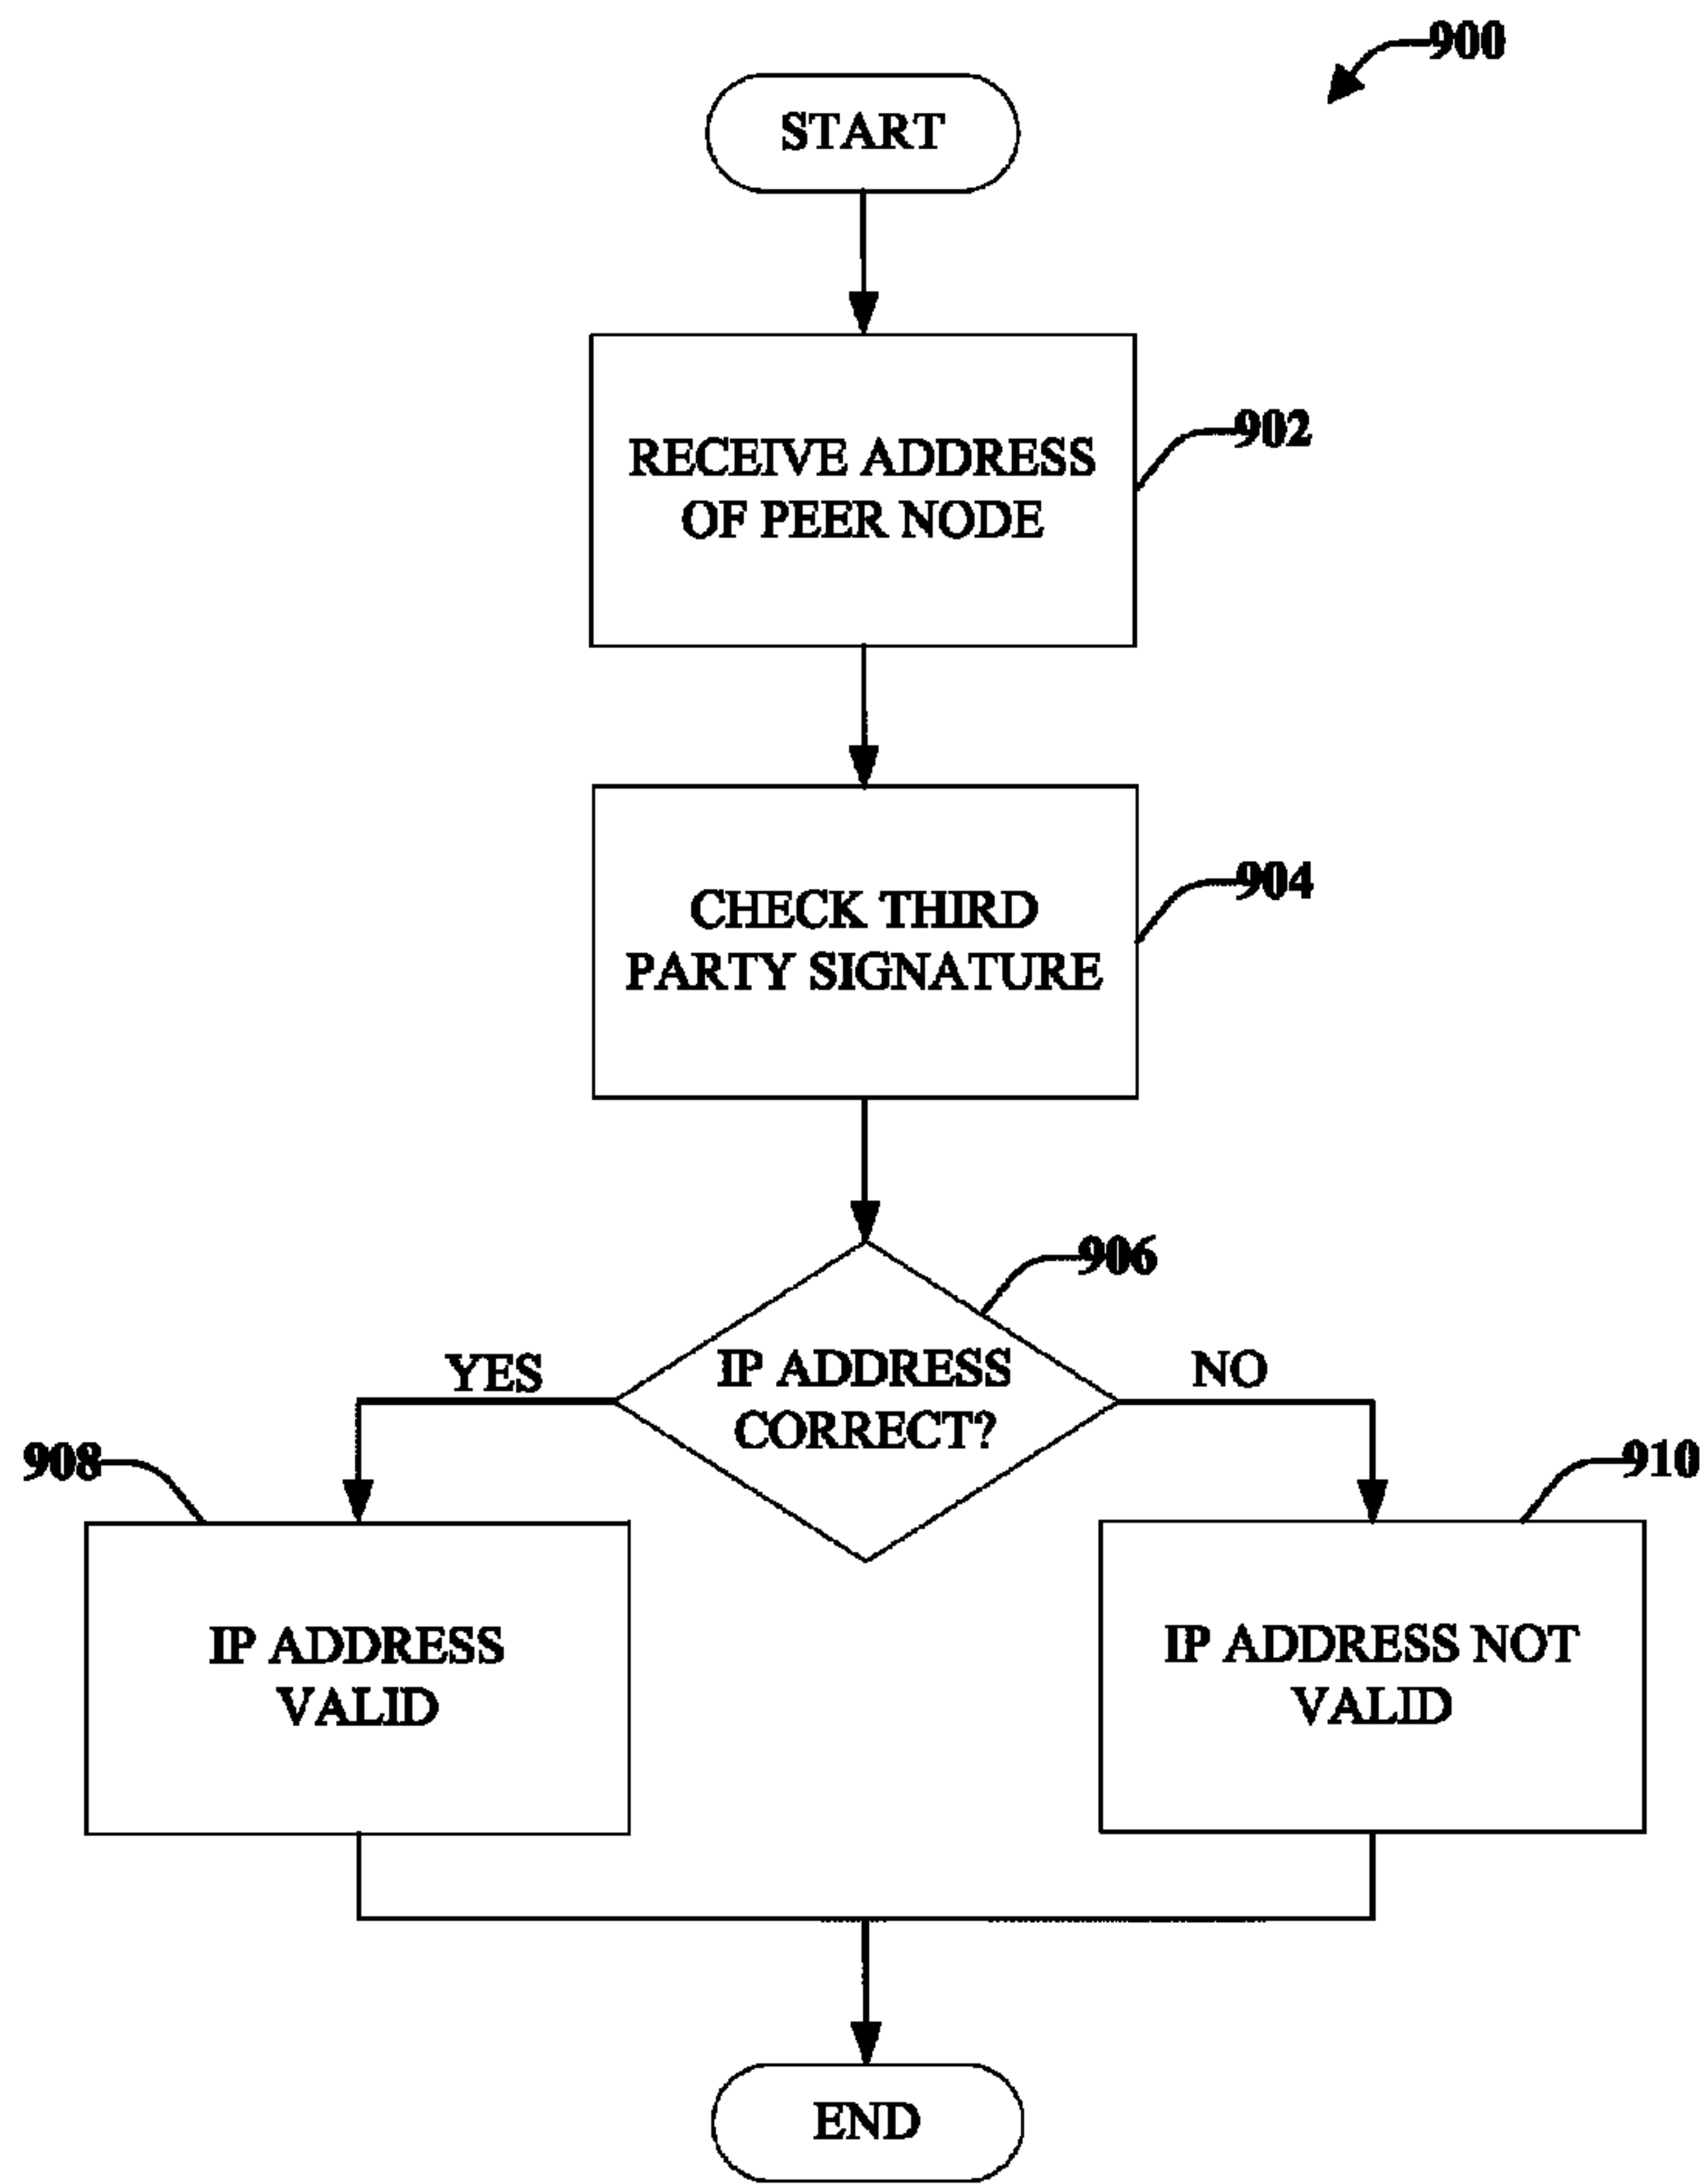 900
START
RECEIVE ADDRESS
OF PEER NODE
902
CHECK THIRD
PARTY SIGNATURE
904
906
IP ADDRESS
CORRECT?
YES
NO
908
IP ADDRESS
VALID
910
IP ADDRESS NOT
VALID
END